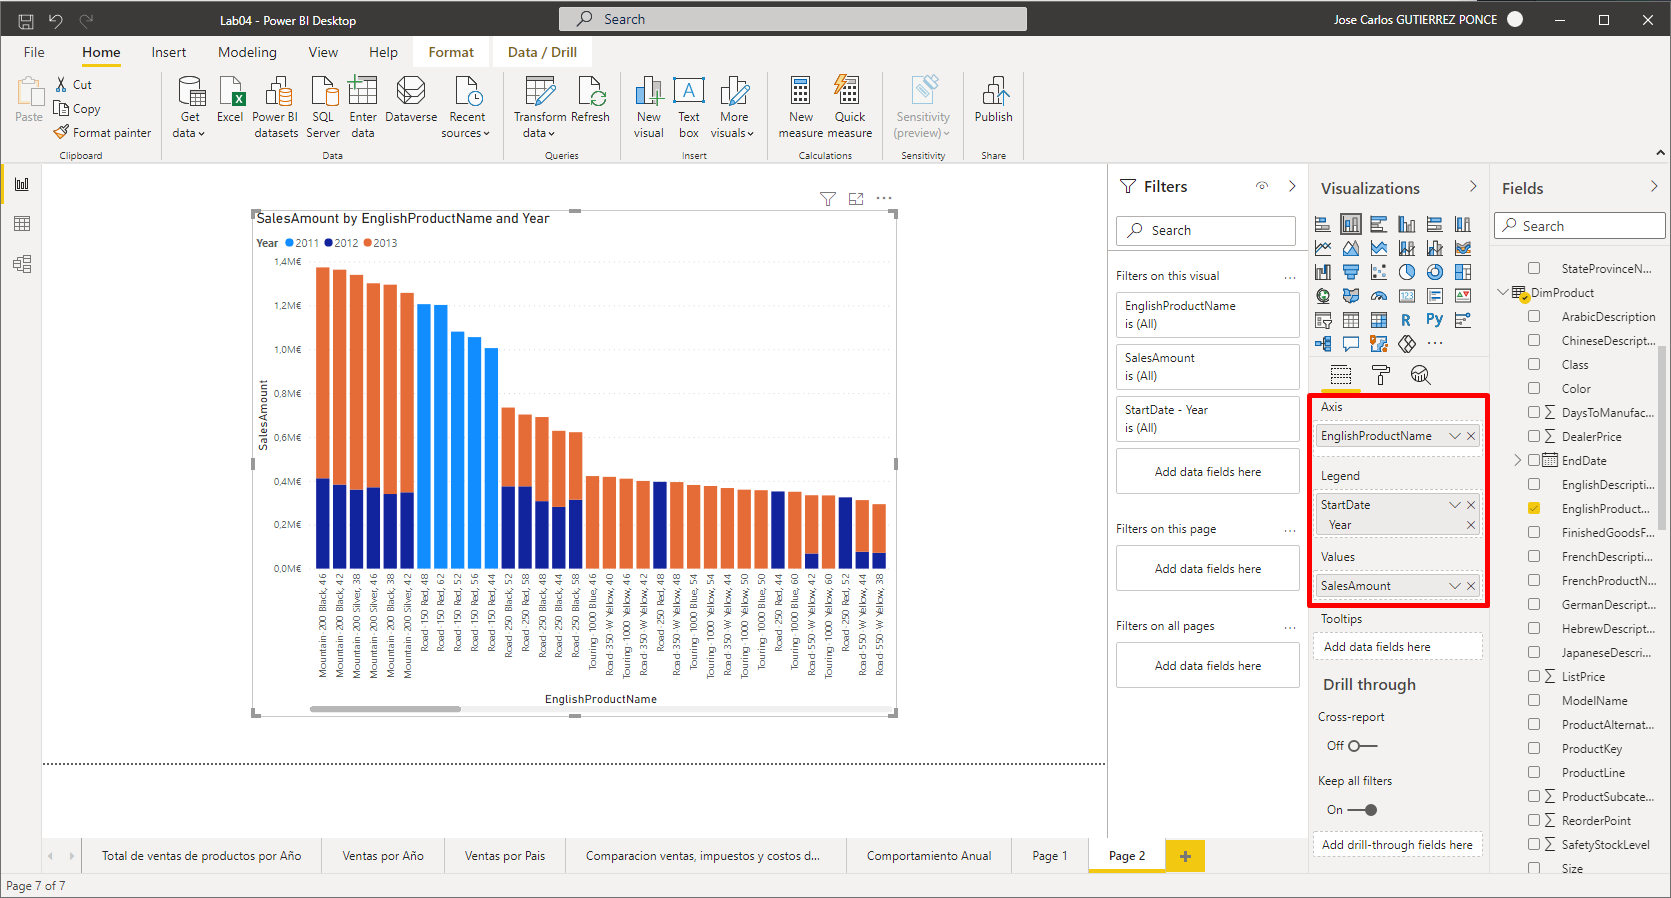 Lab04 - Power BI Desktop
Search
Jose Carlos GUTIERREZ PONCE
File
Home
Insert
Modeling
View
Help
Format
Data / Drill
Paste
Cut
Copy
Format painter
Clipboard
Get
data
Excel
Power BI
datasets
SQL
Server
Enter
data
Dataverse
Recent
sources
Data
Transform
data
Refresh
Queries
New
visual
Text
box
More
visuals
Insert
New
measure
Quick
measure
Calculations
Sensitivity
(preview)
Sensitivity
Publish
Share
SalesAmount by EnglishProductName and Year
Year 2011 2012 2013
1,4M€
1,2M€
1,0M€
0,8M€
0,6M€
0,4M€
0,2M€
0,0M€
SalesAmount
Mountain-200 Black, 46
Mountain-200 Black, 42
Mountain-200 Silver, 38
Mountain-200 Silver, 46
Mountain-200 Black, 38
Mountain-200 Silver, 42
Road-150 Red, 48
Road-150 Red, 62
Road-150 Red, 52
Road-150 Red, 56
Road-150 Red, 44
Road-250 Black, 52
Road-250 Red, 58
Road-250 Black, 48
Road-250 Black, 44
Road-250 Black, 58
Touring-1000 Blue, 46
Road-350-W Yellow, 40
Touring-1000 Yellow, 46
Road-350-W Yellow, 42
Road-250 Red, 48
Road-350-W Yellow, 48
Touring-1000 Blue, 54
Touring-1000 Yellow, 54
Road-350-W Yellow, 44
Touring-1000 Yellow, 50
Touring-1000 Blue, 50
Road-250 Red, 44
Touring-1000 Blue, 60
Road-550-W Yellow, 42
Touring-1000 Yellow, 60
Road-250 Red, 52
Road-550-W Yellow, 44
Road-550-W Yellow, 38
EnglishProductName
Filters
Search
Filters on this visual
EnglishProductName
is (All)
SalesAmount
is (All)
StartDate - Year
is (All)
Add data fields here
Filters on this page
Add data fields here
Filters on all pages
Add data fields here
Visualizations
R
Py
123
Axis
EnglishProductName
Legend
StartDate
Year
Values
SalesAmount
Tooltips
Add data fields here
Drill through
Cross-report
Off
Keep all filters
On
Add drill-through fields here
Fields
Search
StateProvinceN...
DimProduct
ArabicDescription
ChineseDescript...
Class
Color
DaysToManufac...
DealerPrice
EndDate
EnglishDescripti...
EnglishProduct...
FinishedGoodsF...
FrenchDescripti...
FrenchProductN...
GermanDescript...
HebrewDescript...
JapaneseDescri...
ListPrice
ModelName
ProductAlternat...
ProductKey
ProductLine
ProductSubcate...
ReorderPoint
SafetyStockLevel
Size
Total de ventas de productos por Año
Ventas por Año
Ventas por Pais
Comparacion ventas, impuestos y costos d...
Comportamiento Anual
Page 1
Page 2
Page 7 of 7